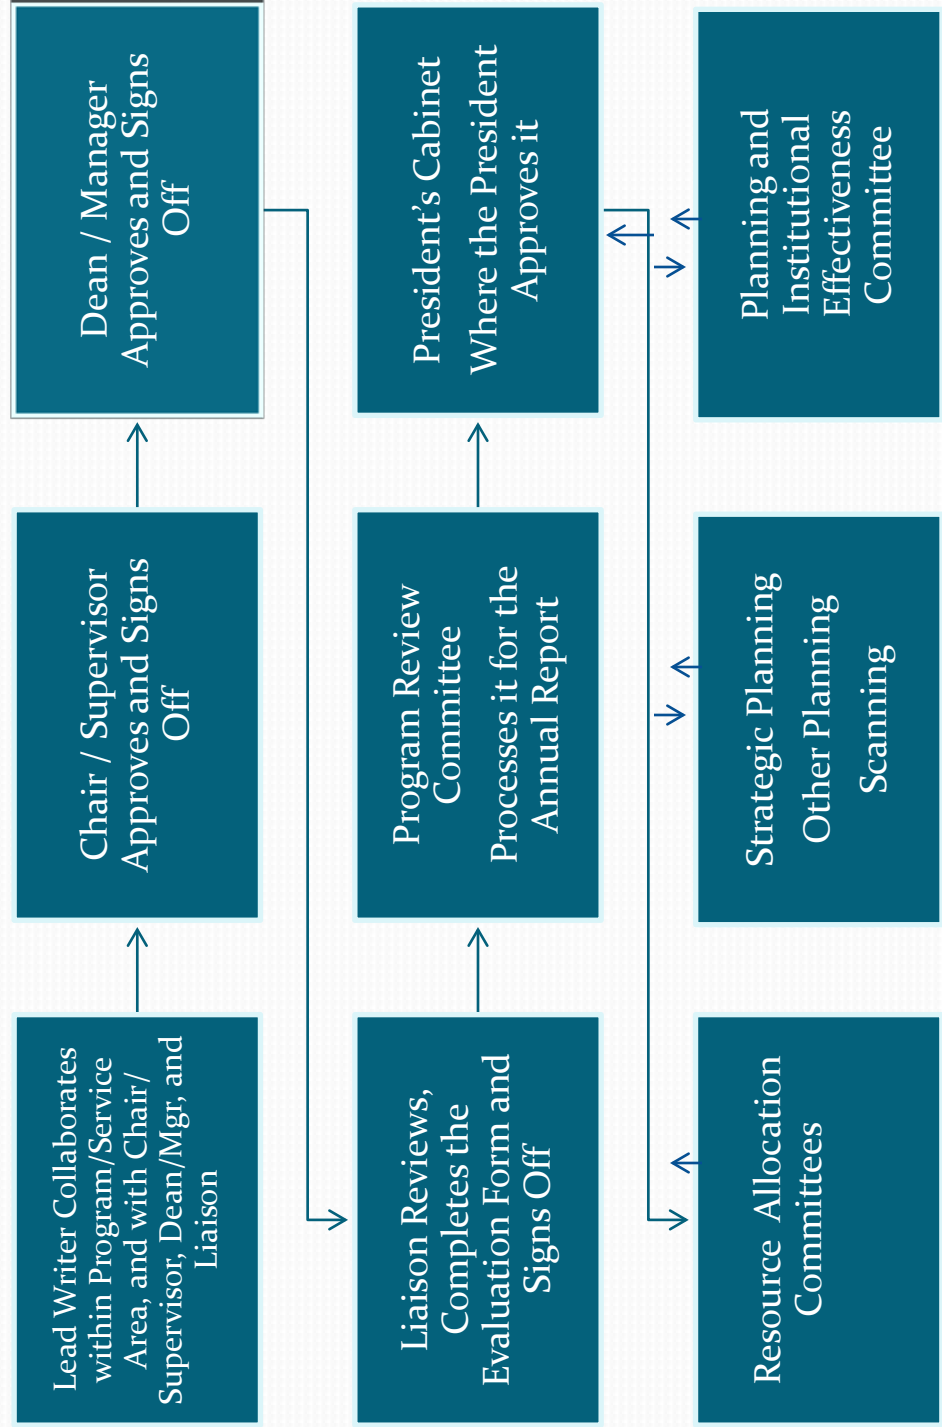 Lead Writer Collaborates
within Program/Service
Area, and with Chair/
Supervisor, Dean/Mgr, and
Liaison
Chair / Supervisor
Approves and Signs
Off
Dean / Manager
Approves and Signs
Off
Liaison Reviews,
Completes the
Evaluation Form and
Signs Off
Program Review
Committee
Processes it for the
Annual Report
President’s Cabinet
Where the President
Approves it
Resource Allocation
Committees
Strategic Planning
Other Planning
Scanning
Planning and
Institutional
Effectiveness
Committee